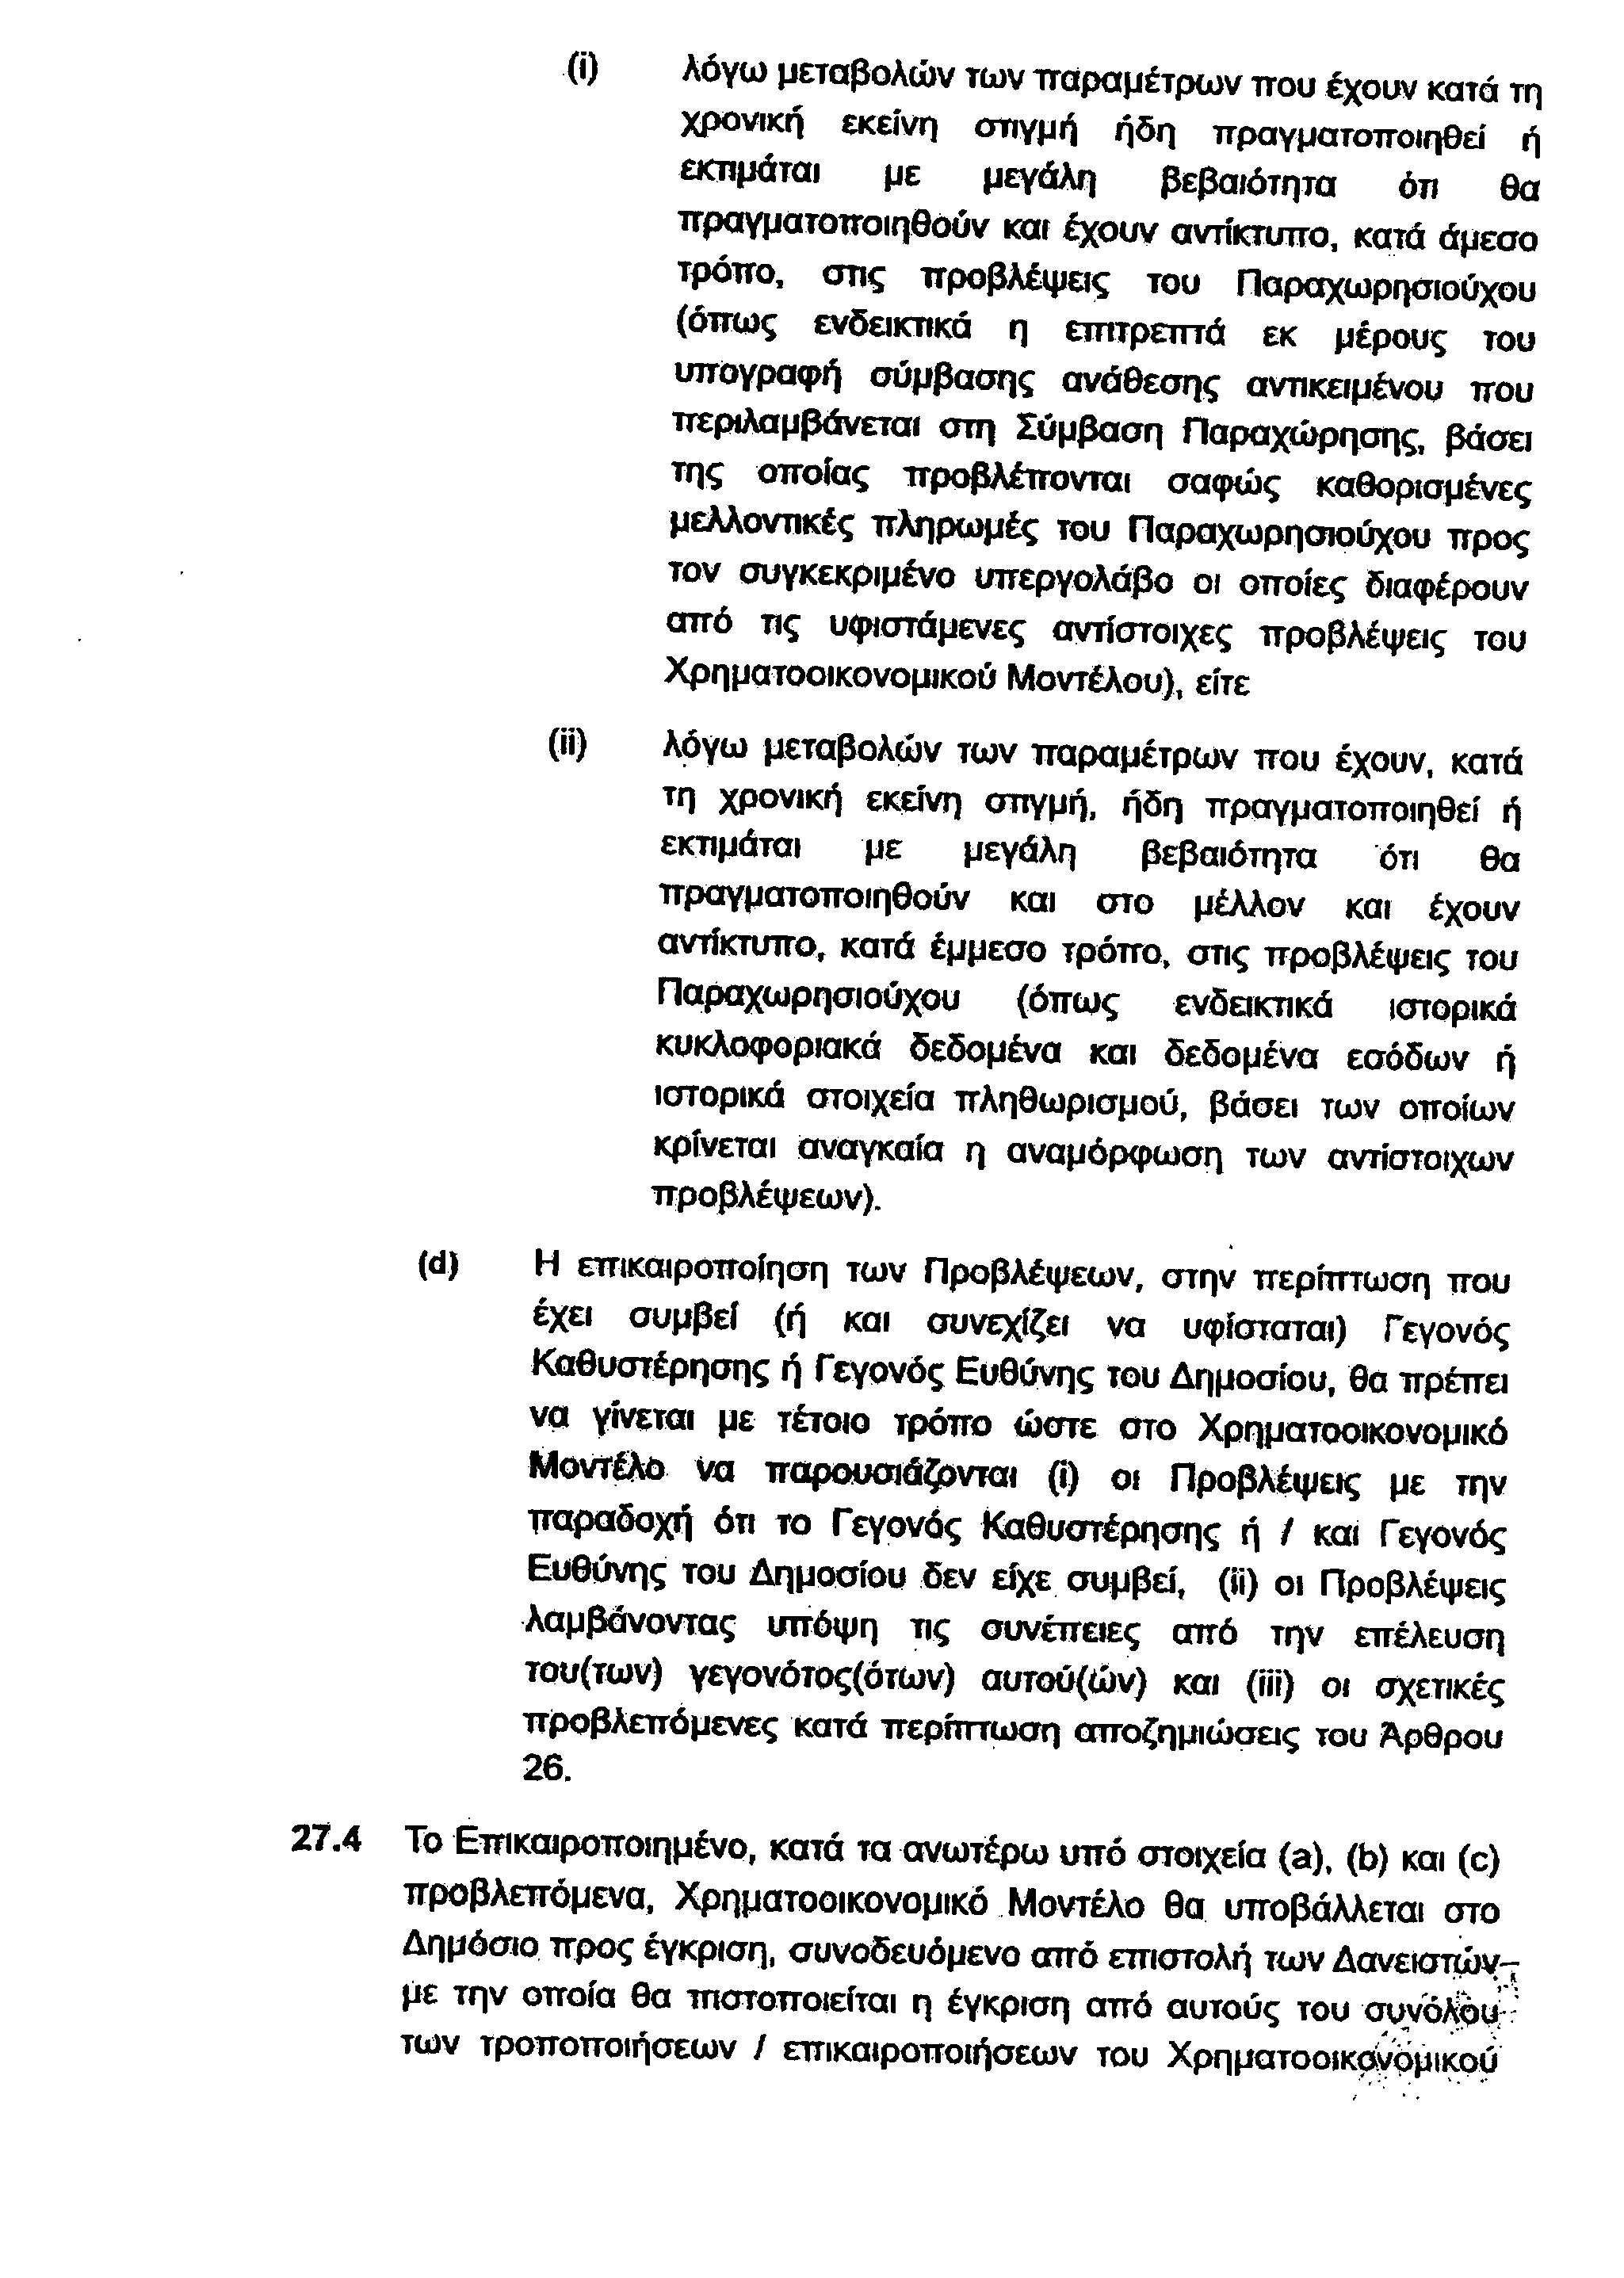 (i) λόγω μεταβολών των παραμέτρων που έχουν κατά τη
χρονική εκείνη στιγμή ήδη πραγματοποιηθεί ή
εκτιμάται με μεγάλη βεβαιότητα ότι θα
πραγματοποιηθούν και έχουν αντίκτυπο, κατά άμεσο
τρόπο, στις προβλέψεις του Παραχωρησιούχου
(όπως ενδεικτικά η επιτρεπτά εκ μέρους του
υπογραφή σύμβασης ανάθεσης αντικειμένου που
περιλαμβάνεται στη Σύμβαση Παραχώρησης, βάσει
της οποίας προβλέπονται σαφώς καθορισμένες
μελλοντικές πληρωμές του Παραχωρησιούχου προς
τον συγκεκριμένο υπεργολάβο οι οποίες διαφέρουν
από τις υφιστάμενες αντίστοιχες προβλέψεις του
Χρηματοοικονομικού Μοντέλου), είτε
(ii) λόγω μεταβολών των παραμέτρων που έχουν, κατά
τη χρονική εκείνη στιγμή, ήδη πραγματοποιηθεί ή
εκτιμάται με μεγάλη βεβαιότητα ότι θα
πραγματοποιηθούν και στο μέλλον και έχουν
αντίκτυπο, κατά έμμεσο τρόπο, στις προβλέψεις του
Παραχωρησιούχου (όπως ενδεικτικά ιστορικά
κυκλοφοριακά δεδομένα και δεδομένα εσόδων ή
ιστορικά στοιχεία πληθωρισμού, βάσει των οποίων
κρίνεται αναγκαία η αναμόρφωση των αντίστοιχων
προβλέψεων).
(d) Η επικαιροποίηση των Προβλέψεων, στην περίπτωση που
έχει συμβεί (ή και συνεχίζει να υφίσταται) Γεγονός
Καθυστέρησης ή Γεγονός Ευθύνης του Δημοσίου, θα πρέπει
να γίνεται με τέτοιο τρόπο ώστε στο Χρηματοοικονομικό
Μοντέλο να παρουσιάζονται (i) οι Προβλέψεις με την
παραδοχή ότι το Γεγονός Καθυστέρησης ή / και Γεγονός
Ευθύνης του Δημοσίου δεν είχε συμβεί, (ii) οι Προβλέψεις
λαμβάνοντας υπόψη τις συνέπειες από την επέλευση
του(των) γεγονότος(ότων) αυτού(ών) και (iii) οι σχετικές
προβλεπόμενες κατά περίπτωση αποζημιώσεις του Άρθρου
26.
27.4 Το Επικαιροποιημένο, κατά τα ανωτέρω υπό στοιχεία (a), (b) και (c)
προβλεπόμενα, Χρηματοοικονομικό Μοντέλο θα υποβάλλεται στο
Δημόσιο προς έγκριση, συνοδευόμενο από επιστολή των Δανειστών
με την οποία θα πιστοποιείται η έγκριση από αυτούς του συνόλου
των τροποποιήσεων / επικαιροποιήσεων του Χρηματοοικονομικού